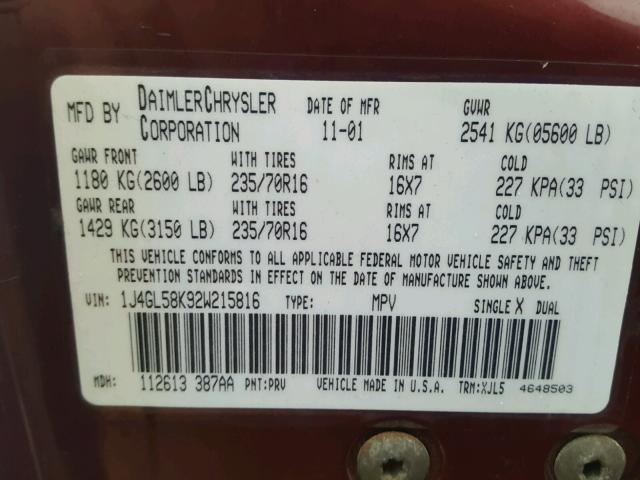 MFD BY DAIMLERCHRYSLER CORPORATION DATE OF MFR 11-01 GVWR 2541 KG(05600 LB)
GAWR FRONT WITH TIRES RIMS AT COLD
1180 KG(2600 LB) 235/70R16 16X7 227 KPA(33 PSI)
GAWR REAR WITH TIRES RIMS AT COLD
1429 KG(3150 LB) 235/70R16 16X7 227 KPA(33 PSI)
THIS VEHICLE CONFORMS TO ALL APPLICABLE FEDERAL MOTOR VEHICLE SAFETY AND THEFT
PREVENTION STANDARDS IN EFFECT ON THE DATE OF MANUFACTURE SHOWN ABOVE.
VIN: 1J4GL58K92W215816 TYPE: MPV SINGLE X DUAL
MDH: 112613 387AA PNT:PRV VEHICLE MADE IN U.S.A. TRM:XJL5 4648503